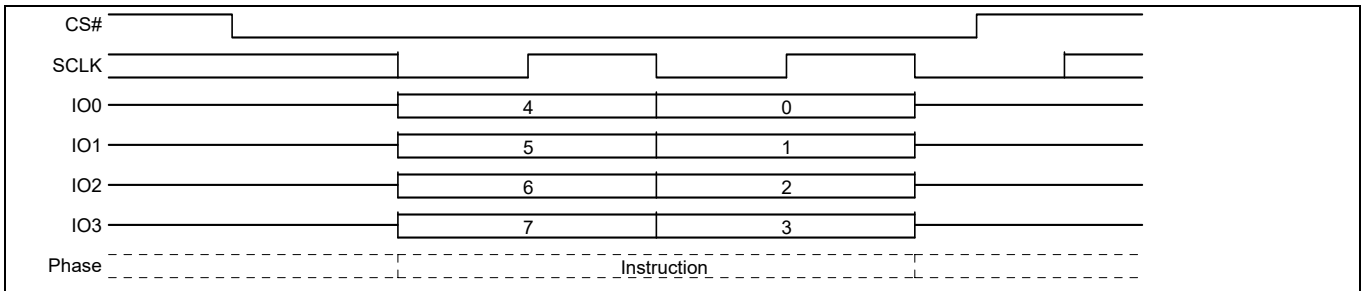 CS#
SCLK
IO0 4 0
IO1 5 1
IO2 6 2
IO3 7 3
Phase Instruction